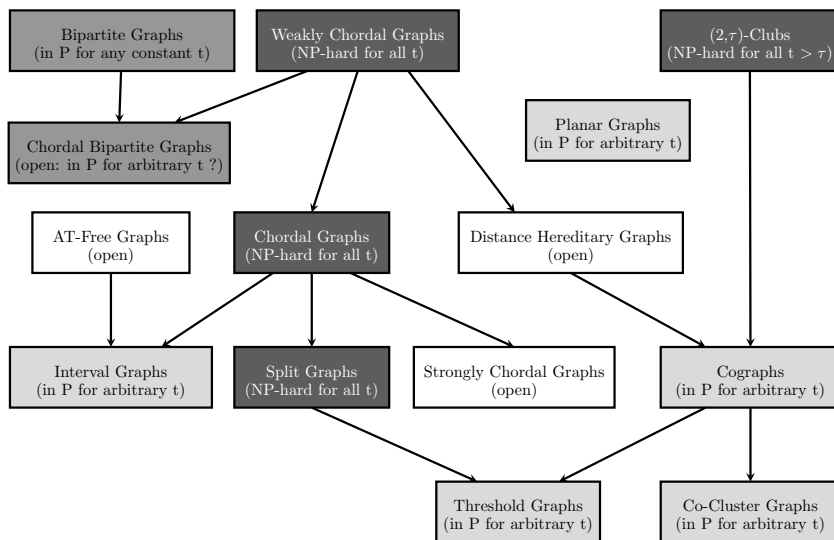 Bipartite Graphs
(in P for any constant t)
Weakly Chordal Graphs
(NP-hard for all t)
(2,τ)-Clubs
(NP-hard for all t > τ)
Planar Graphs
(in P for arbitrary t)
Chordal Bipartite Graphs
(open: in P for arbitrary t ?)
AT-Free Graphs
(open)
Chordal Graphs
(NP-hard for all t)
Distance Hereditary Graphs
(open)
Interval Graphs
(in P for arbitrary t)
Split Graphs
(NP-hard for all t)
Strongly Chordal Graphs
(open)
Cographs
(in P for arbitrary t)
Threshold Graphs
(in P for arbitrary t)
Co-Cluster Graphs
(in P for arbitrary t)